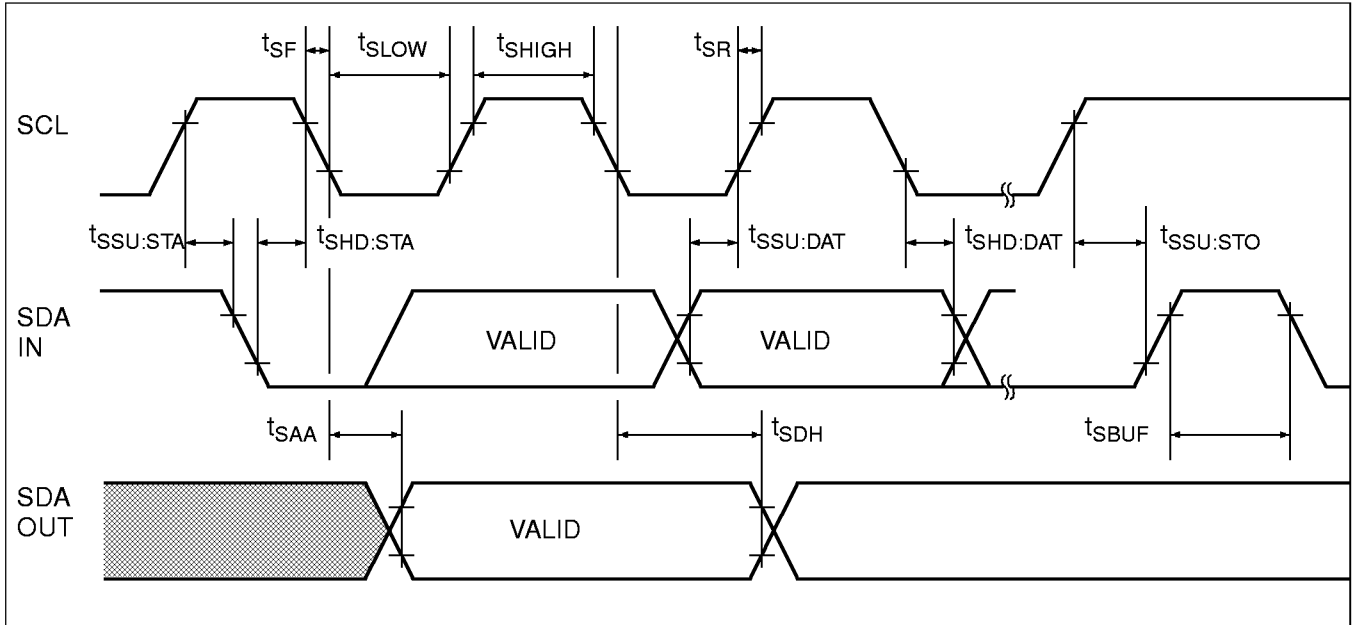 tSF tSLOW tSHIGH tSR
SCL
tSSU:STA tSHD:STA tSSU:DAT tSHD:DAT tSSU:STO
SDA
IN
VALID VALID
tSAA tSDH tSBUF
SDA
OUT
VALID